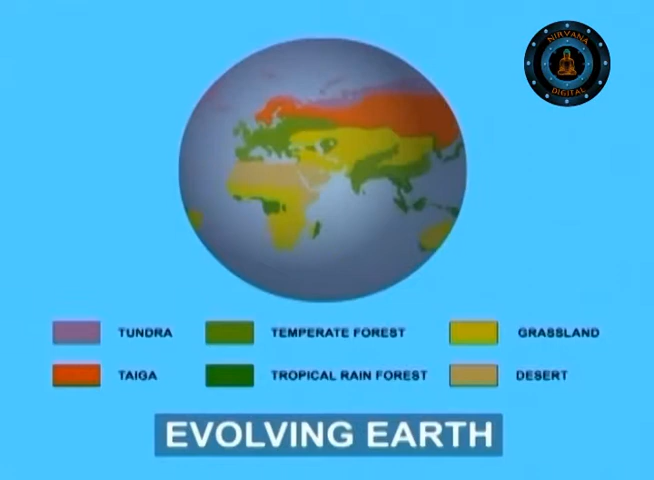 NIRVANA
DIGITAL
TUNDRA
TEMPERATE FOREST
GRASSLAND
TAIGA
TROPICAL RAIN FOREST
DESERT
EVOLVING EARTH